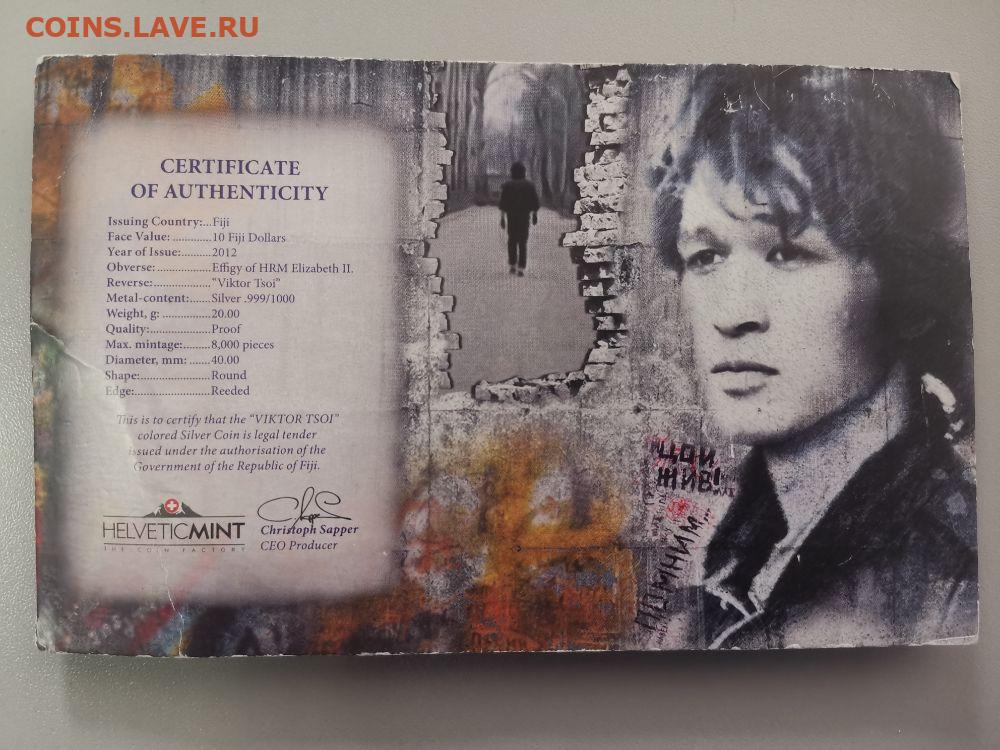 COINS.LAVE.RU
CERTIFICATE
OF AUTHENTICITY
Issuing Country:...Fiji
Face Value: ............10 Fiji Dollars
Year of Issue:.........2012
Obverse:.................Effigy of HRM Elizabeth II.
Reverse:..................“Viktor Tsoi”
Metal-content:.......Silver .999/1000
Weight, g: ...............20.00
Quality:...................Proof
Max. mintage:.........8,000 pieces
Diameter, mm: .......40.00
Shape:......................Round
Edge:........................Reeded
This is to certify that the “VIKTOR TSOI”
colored Silver Coin is legal tender
issued under the authorisation of the
Government of the Republic of Fiji.
HELVETICMINT
THE COIN FACTORY
Christoph Sapper
CEO Producer
ЦОЙ
ЖИВ!
ПОМНИМ...